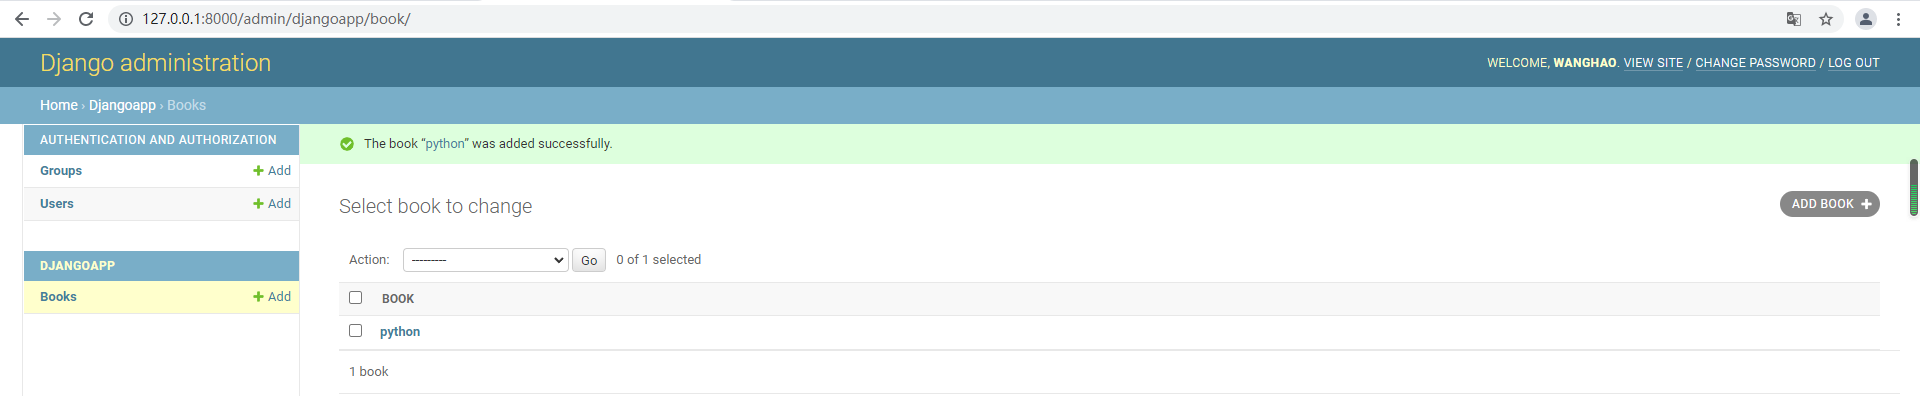 127.0.0.1:8000/admin/djangoapp/book/
Django administration
WELCOME, WANGHAO. VIEW SITE / CHANGE PASSWORD / LOG OUT
Home › Djangoapp › Books
AUTHENTICATION AND AUTHORIZATION
Groups + Add
Users + Add
DJANGOAPP
Books + Add
The book “python” was added successfully.
Select book to change
ADD BOOK +
Action: --------- Go 0 of 1 selected
BOOK
python
1 book